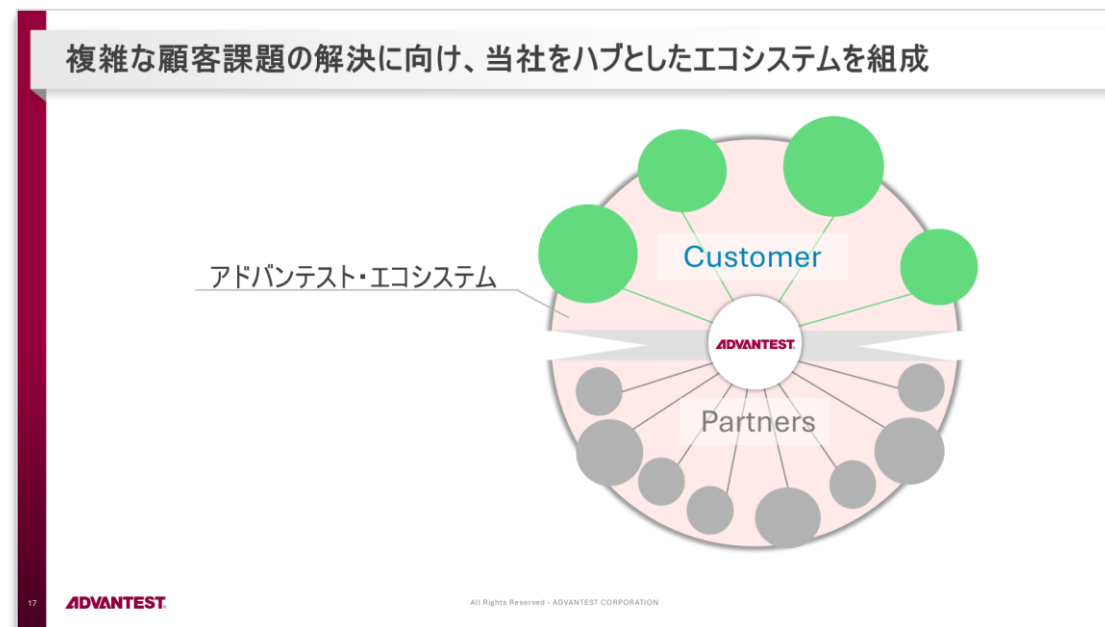 複雑な顧客課題の解決に向け、当社をハブとしたエコシステムを組成
Customer
アドバンテスト・エコシステム
ADVANTEST
Partners
17
ADVANTEST
All Rights Reserved - ADVANTEST CORPORATION